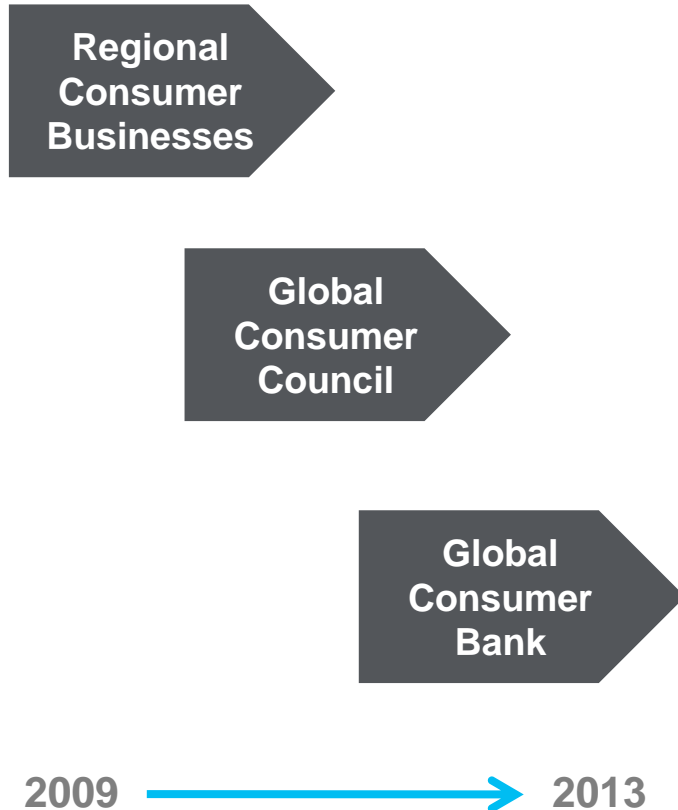 Regional
Consumer
Businesses
Global
Consumer
Council
Global
Consumer
Bank
2009 2013